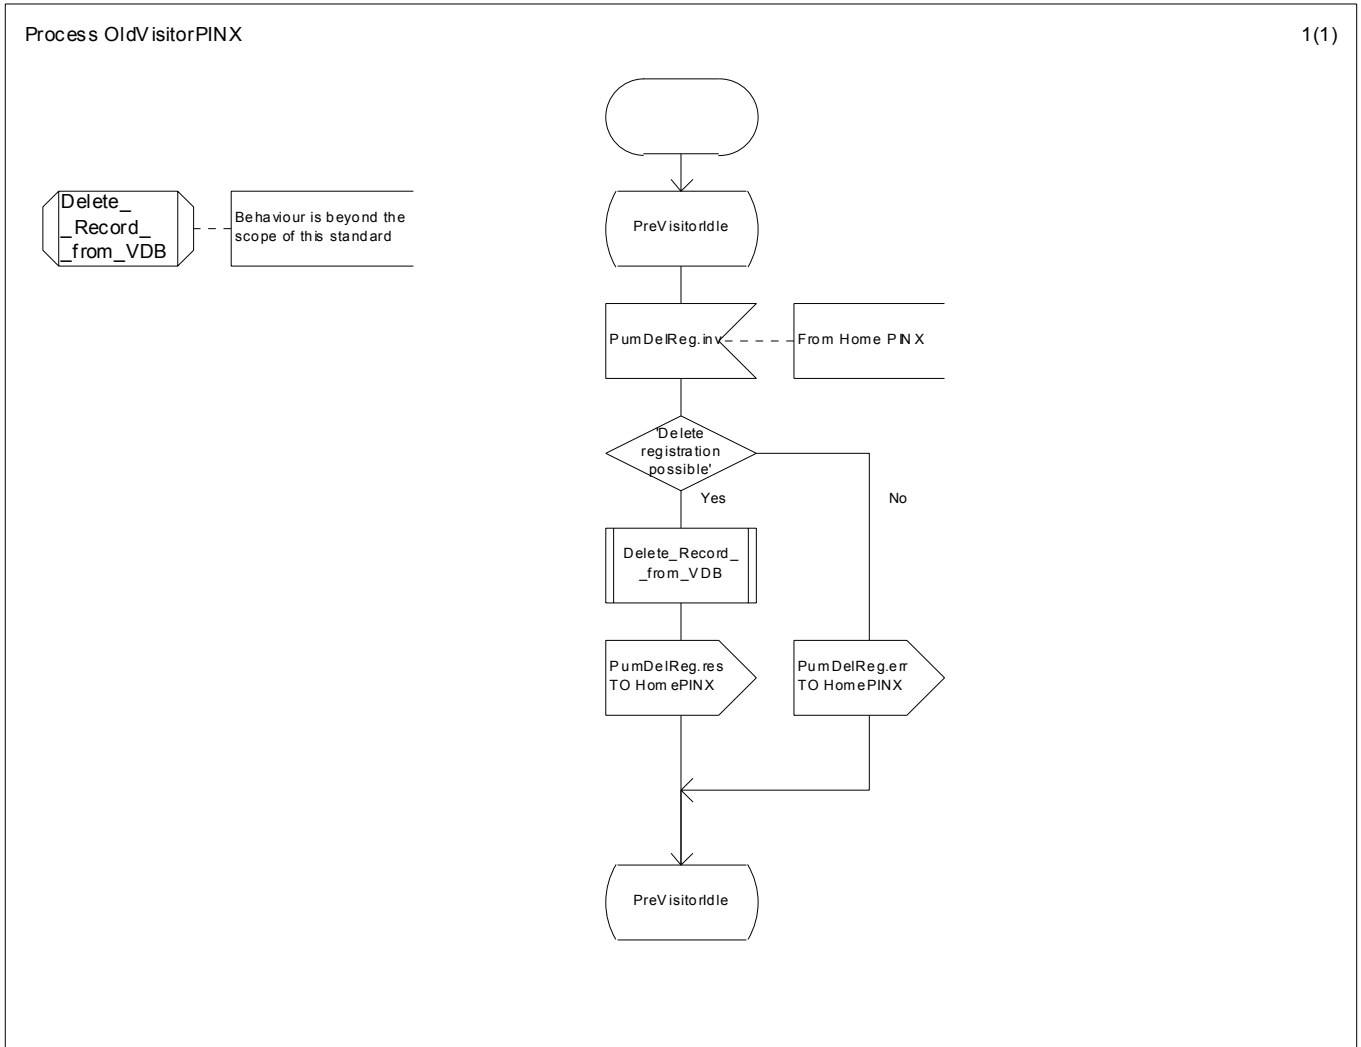 Process OldVisitorPINX
1(1)
Delete_
_Record_
_from_VDB
Behaviour is beyond the
scope of this standard
PreVisitorIdle
PumDelReg.inv
From Home PINX
'Delete
registration
possible'
Yes
No
Delete_Record_
_from_VDB
PumDelReg.res
TO HomePINX
PumDelReg.err
TO HomePINX
PreVisitorIdle